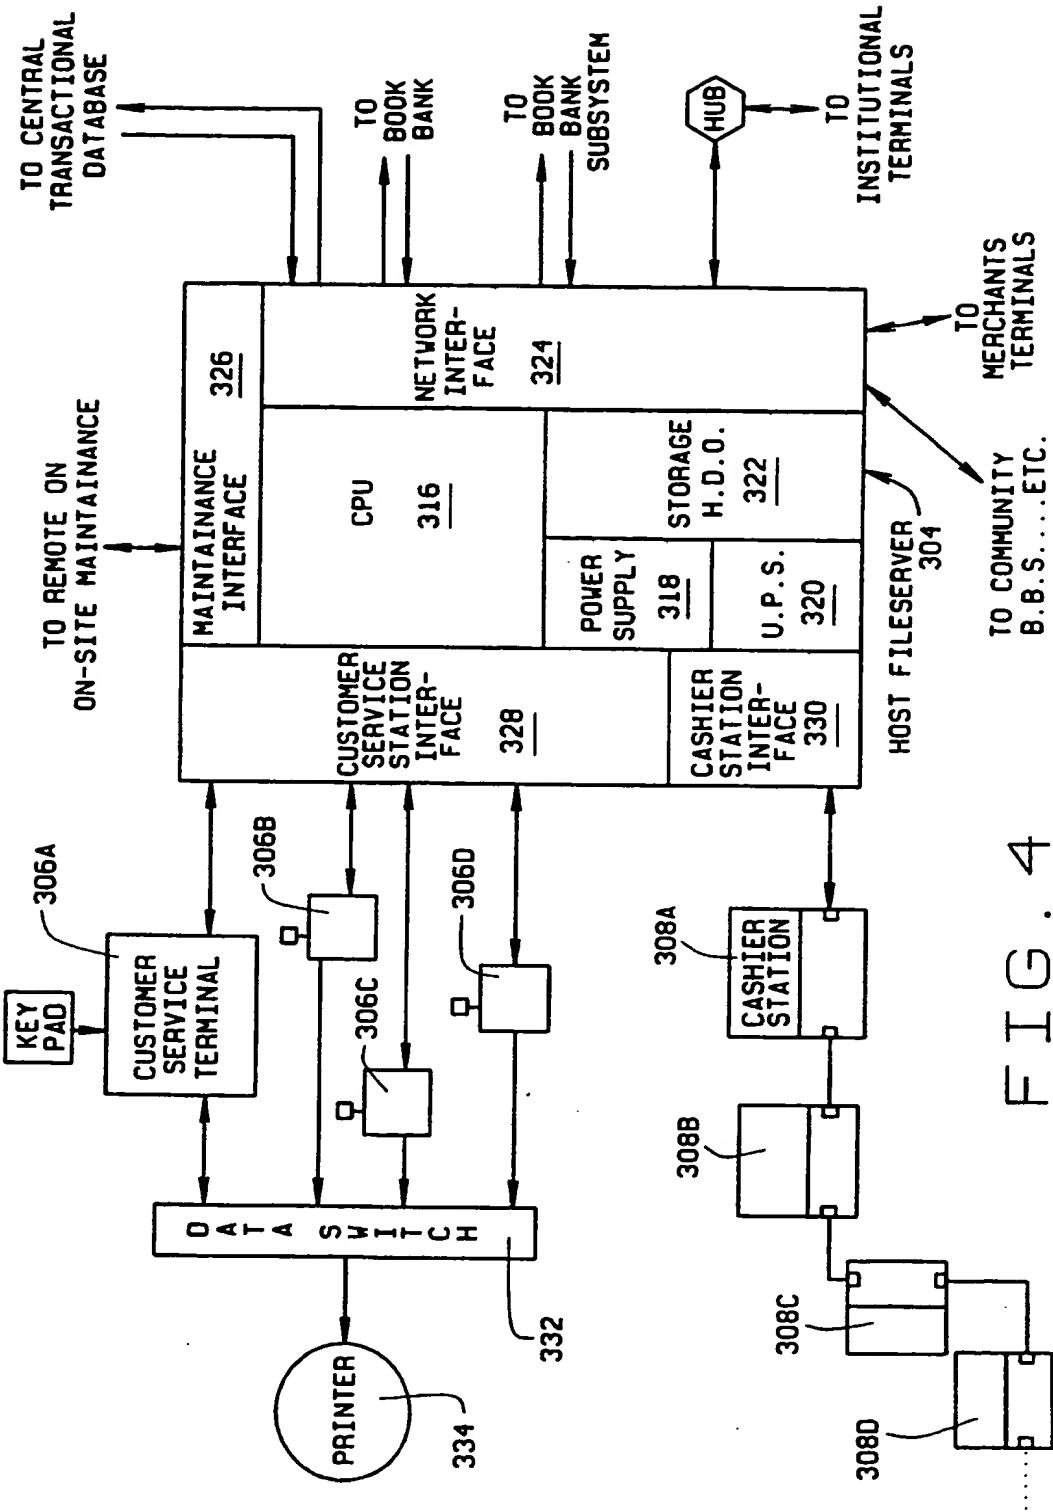 TO CENTRAL
TRANSACTIONAL
DATABASE
TO
BOOK
BANK
TO
BOOK
BANK
SUBSYSTEM
HUB
TO
INSTITUTIONAL
TERMINALS
TO REMOTE ON
ON-SITE MAINTAINANCE
MAINTAINANCE
INTERFACE
326
NETWORK
INTER-
FACE
324
CPU
316
STORAGE
H.D.O.
322
POWER
SUPPLY
318
U.P.S.
320
CUSTOMER
SERVICE
STATION
INTER-
FACE
328
CASHIER
STATION
INTER-
FACE
330
TO
MERCHANTS
TERMINALS
TO COMMUNITY
B.B.S....ETC.
HOST FILESERVER
304
KEY
PAD
306A
CUSTOMER
SERVICE
TERMINAL
306B
306C
306D
DATA SWITCH
332
PRINTER
334
308A
CASHIER
STATION
308B
308C
308D
FIG. 4